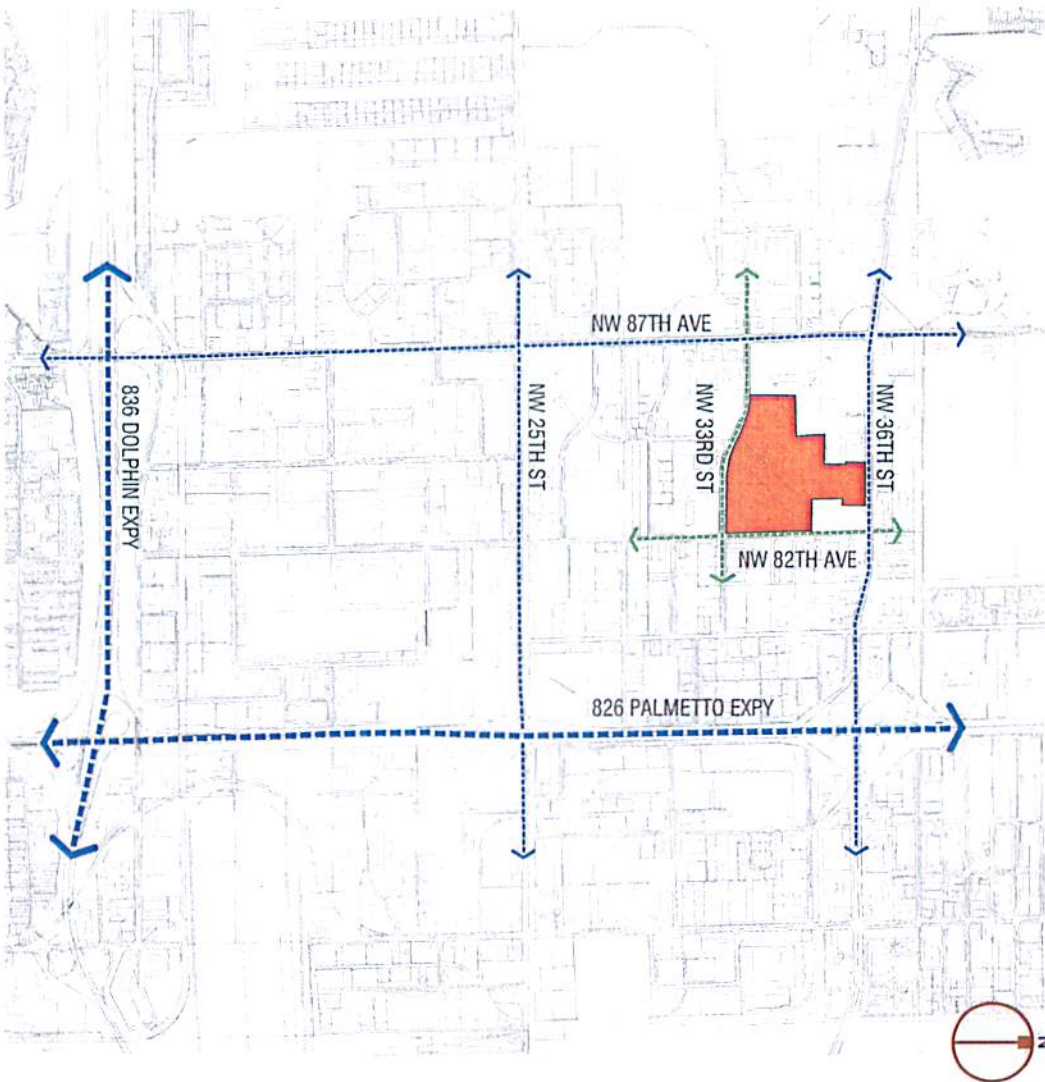 NW 87TH AVE
836 DOLPHIN EXPY
NW 25TH ST
NW 33RD ST
NW 36TH ST
NW 82TH AVE
826 PALMETTO EXPY
N